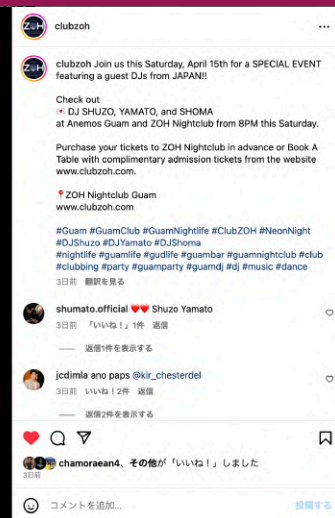 ZOH clubzoh
ZOH clubzoh Join us this Saturday, April 15th for a SPECIAL EVENT
featuring a guest DJs from JAPAN!!
Check out
🇯🇵 DJ SHUZO, YAMATO, and SHOMA
at Anemos Guam and ZOH Nightclub from 8PM this Saturday.
Purchase your tickets to ZOH Nightclub in advance or Book A
Table with complimentary admission tickets from the website
www.clubzoh.com.
📍ZOH Nightclub Guam
www.clubzoh.com
#Guam #GuamClub #GuamNightlife #ClubZOH #NeonNight
#DJShuzo #DJYamato #DJShoma
#nightlife #guamlife #gudlife #guambar #guamnightclub #club
#clubbing #party #guamparty #guamdj #dj #music #dance
3日前 翻訳を見る
shumato.official ❤️❤️ Shuzo Yamato
3日前 「いいね！」1件 返信
返信1件を表示する
jcdimla ano paps @kir_chesterdel
3日前 いいね！2件 返信
返信2件を表示する
chamoraean4、その他が「いいね！」しました
3日前
コメントを追加... 投稿する